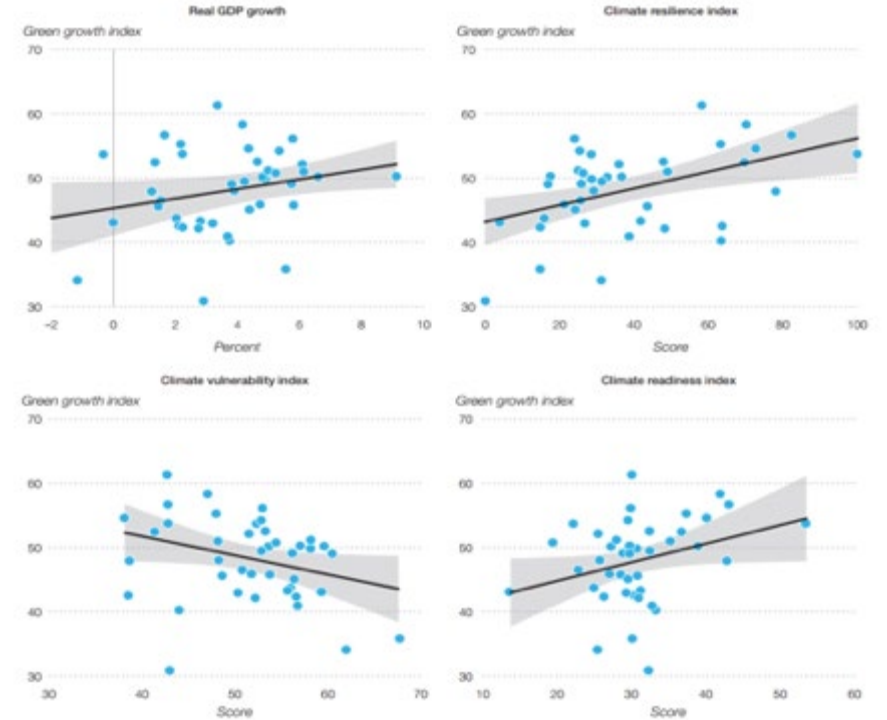 Real GDP growth
Green growth index
70
60
50
40
30
-2 0 2 4 6 8 10
Percent
Climate resilience index
Green growth index
70
60
50
40
30
0 20 40 60 80 100
Score
Climate vulnerability index
Green growth index
70
60
50
40
30
30 40 50 60 70
Score
Climate readiness index
Green growth index
70
60
50
40
30
10 20 30 40 50 60
Score